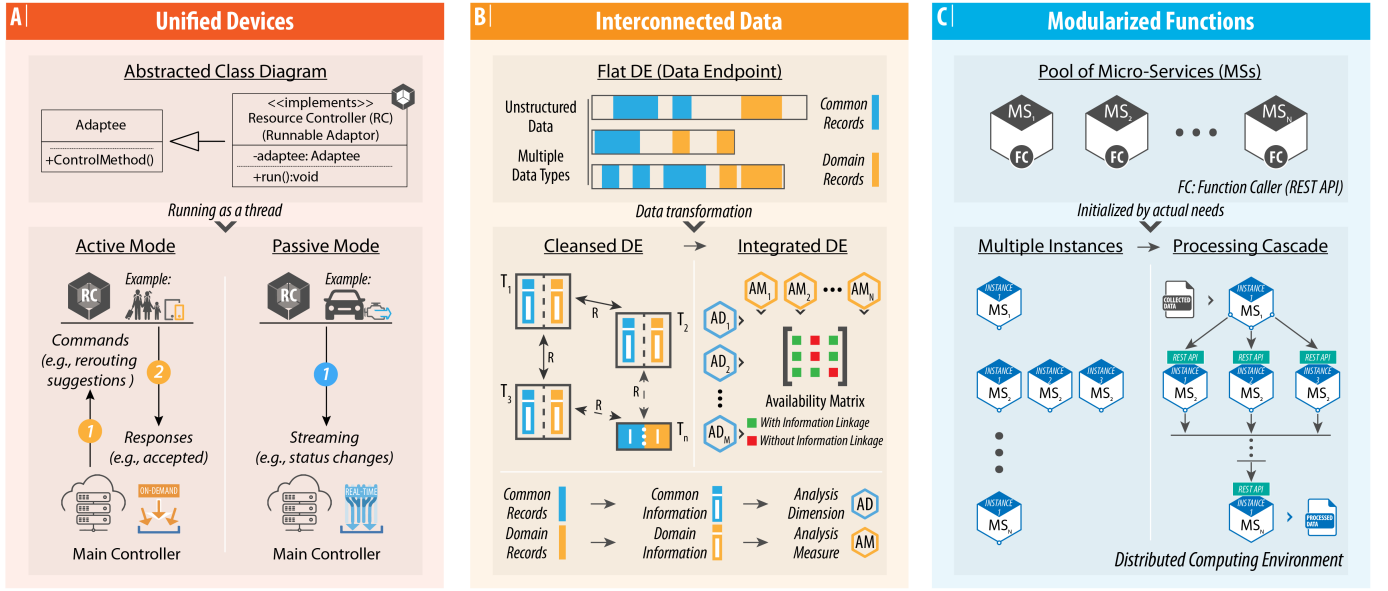 A
Unified Devices
Abstracted Class Diagram
Adaptee
+ControlMethod()
<<implements>>
Resource Controller (RC)
(Runnable Adaptor)
-adaptee: Adaptee
+run():void
Running as a thread
Active Mode
RC
Example:
Commands
(e.g., rerouting
suggestions )
2
1
Responses
(e.g., accepted)
ON-DEMAND
Main Controller
Passive Mode
RC
Example:
1
Streaming
(e.g., status changes)
REAL-TIME
Main Controller
B
Interconnected Data
Flat DE (Data Endpoint)
Unstructured
Data
Multiple
Data Types
Common
Records
Domain
Records
Data transformation
Cleansed DE
T1
R
T2
R
T3
R
R
Tn
Integrated DE
AM1
AM2
AMN
AD1
AD2
ADM
Availability Matrix
With Information Linkage
Without Information Linkage
Common
Records
Common
Information
Analysis
Dimension
AD
Domain
Records
Domain
Information
Analysis
Measure
AM
C
Modularized Functions
Pool of Micro-Services (MSs)
MS1
FC
MS2
FC
MSN
FC
FC: Function Caller (REST API)
Initialized by actual needs
Multiple Instances
INSTANCE
1
MS1
INSTANCE
1
MS2
INSTANCE
2
MS2
INSTANCE
3
MS2
INSTANCE
1
MSN
Processing Cascade
COLLECTED
DATA
INSTANCE
1
MS1
REST API
INSTANCE
1
MS2
REST API
INSTANCE
2
MS2
REST API
INSTANCE
3
MS2
REST API
INSTANCE
1
MSN
PROCESSED
DATA
Distributed Computing Environment